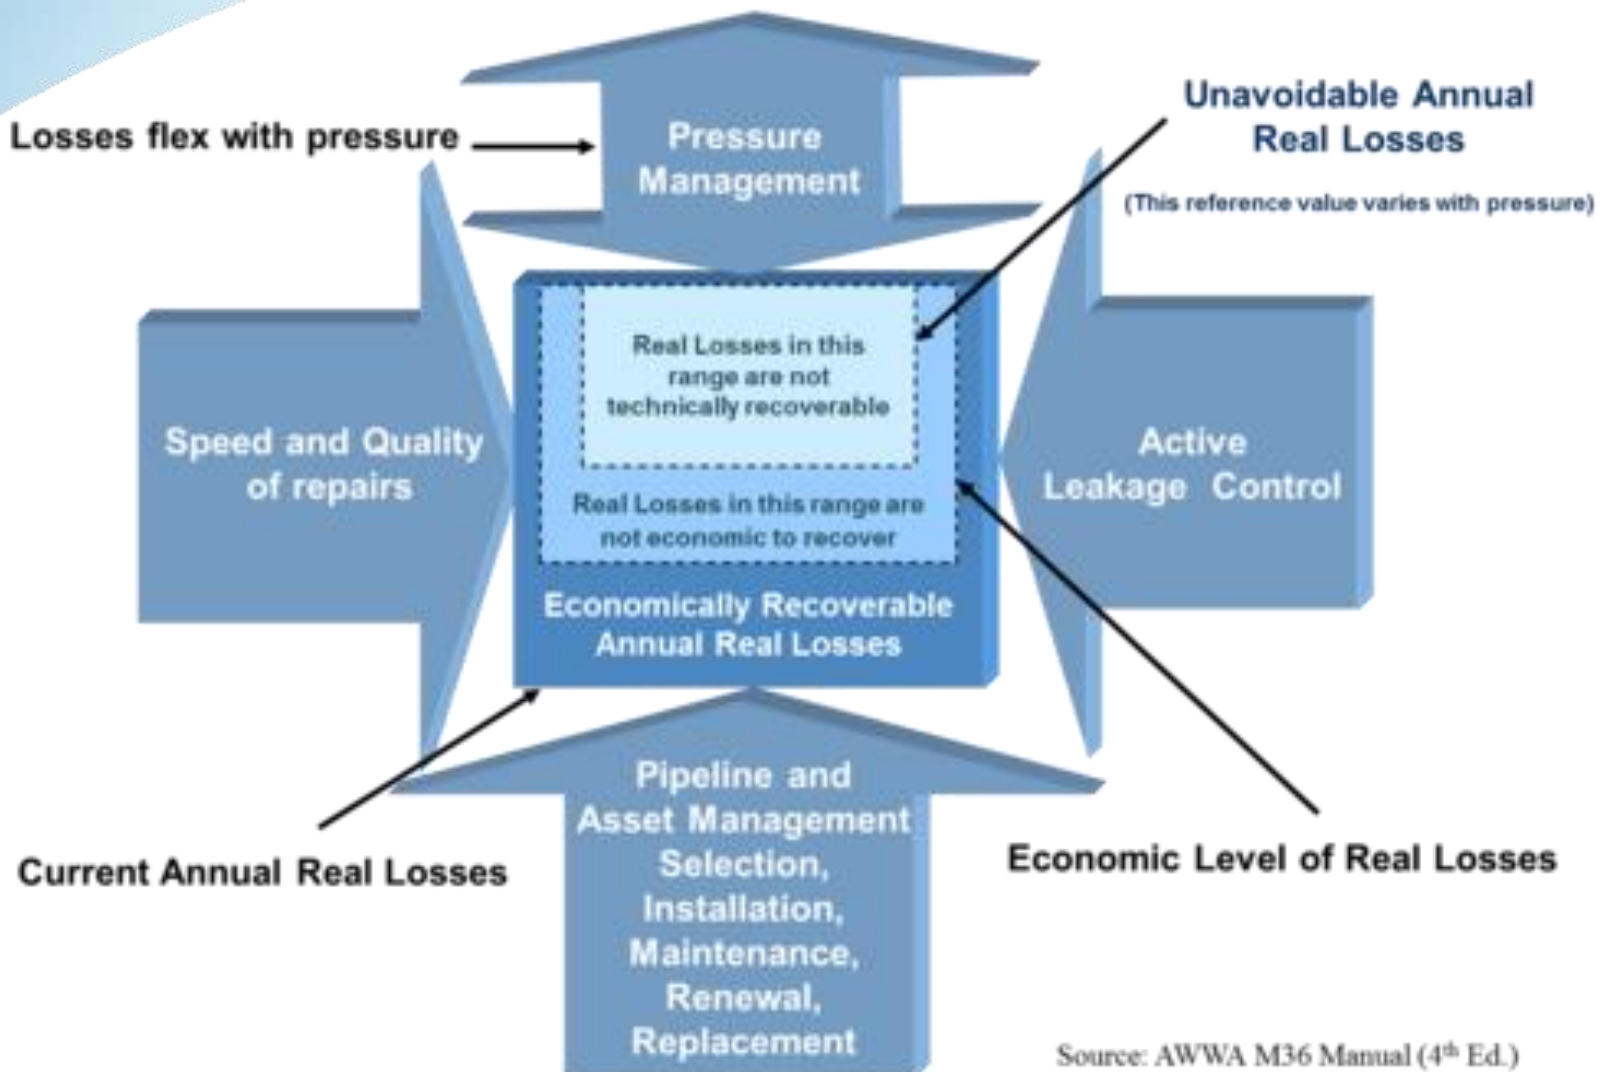 Losses flex with pressure
Pressure
Management
Unavoidable Annual
Real Losses
(This reference value varies with pressure)
Speed and Quality
of repairs
Real Losses in this
range are not
technically recoverable
Real Losses in this range are
not economic to recover
Economically Recoverable
Annual Real Losses
Active
Leakage Control
Current Annual Real Losses
Pipeline and
Asset Management
Selection,
Installation,
Maintenance,
Renewal,
Replacement
Economic Level of Real Losses
Source: AWWA M36 Manual (4th Ed.)